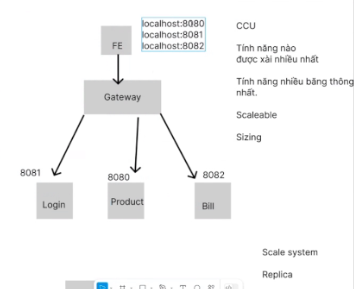 localhost:8080
localhost:8081
localhost:8082
FE
Gateway
8081
8080
8082
Login
Product
Bill
CCU
Tính năng nào
được xài nhiều nhất
Tính năng nhiều băng thông
nhất.
Scaleable
Sizing
Scale system
Replica